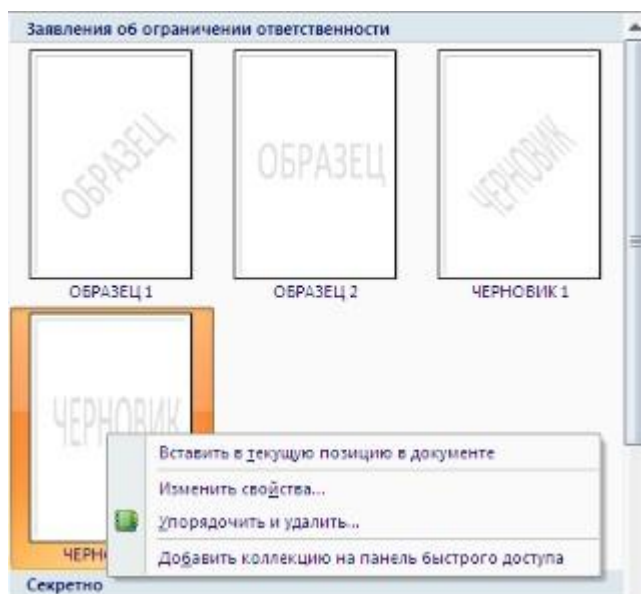 Заявления об ограничении ответственности
ОБРАЗЕЦ
ОБРАЗЕЦ
ЧЕРНОВИК
ОБРАЗЕЦ 1
ОБРАЗЕЦ 2
ЧЕРНОВИК 1
ЧЕРНОВИК
Вставить в текущую позицию в документе
Изменить свойства...
Упорядочить и удалить...
ЧЕРН
Добавить коллекцию на панель быстрого доступа
Секретно